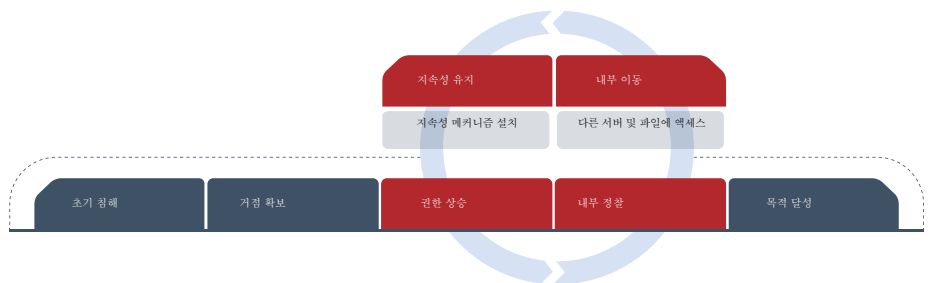 지속성 유지
내부 이동
지속성 메커니즘 설치
다른 서버 및 파일에 액세스
초기 침해
거점 확보
권한 상승
내부 정찰
목적 달성